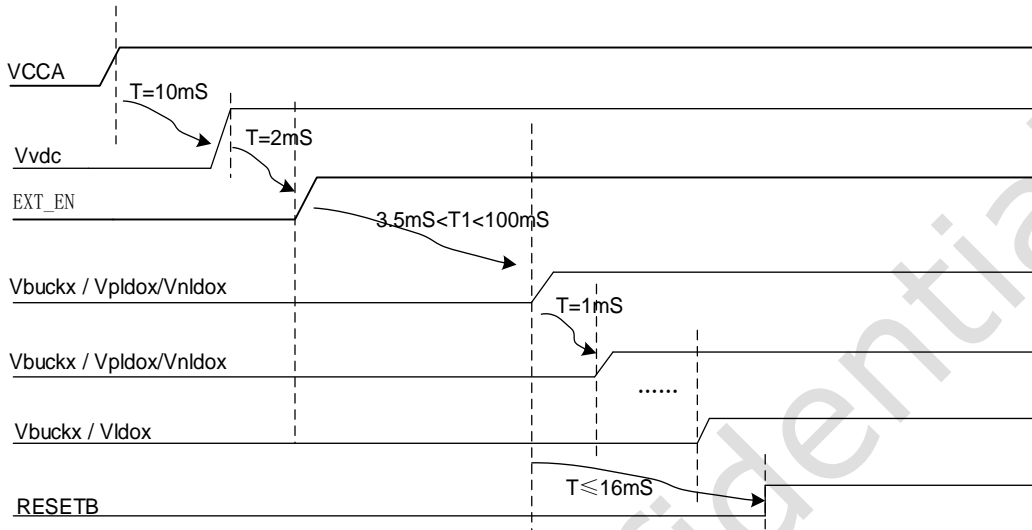 VCCA
T=10mS
Vvdc
T=2mS
EXT_EN
3.5mS<T1<100mS
Vbuckx / Vpldox/Vnldox
T=1mS
Vbuckx / Vpldox/Vnldox
......
Vbuckx / Vldox
T≤16mS
RESETB